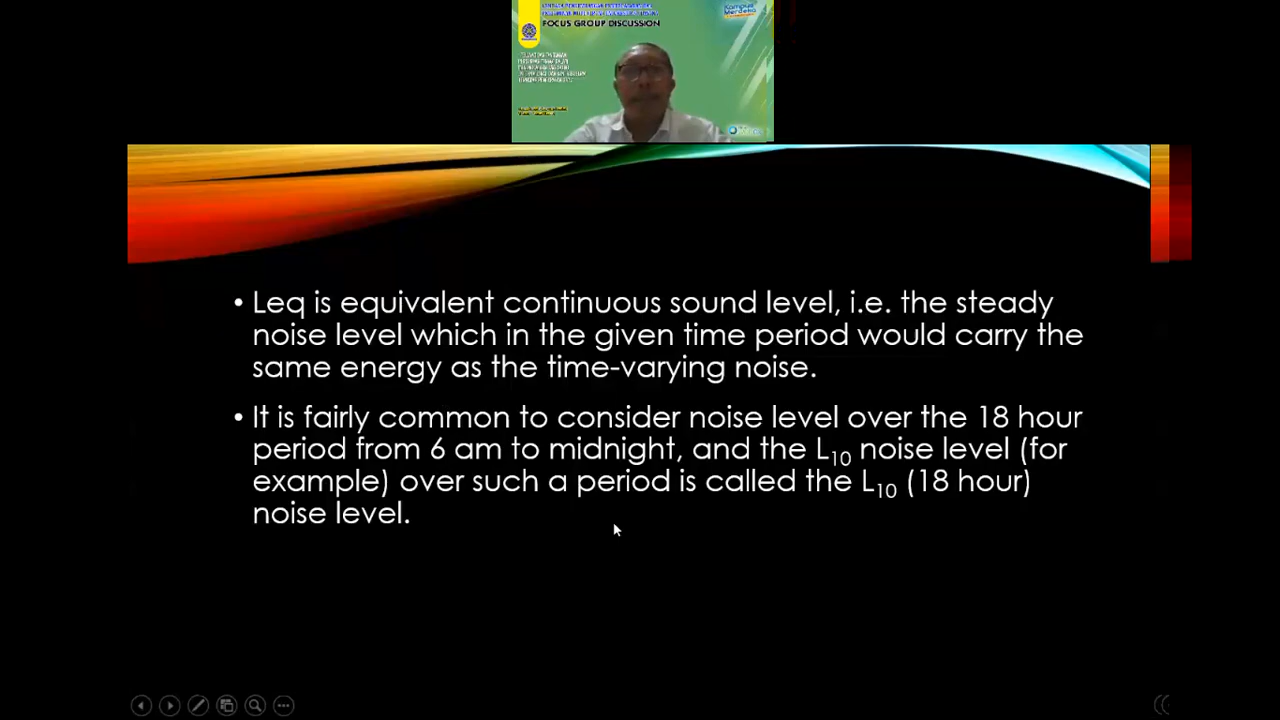 FOCUS GROUP DISCUSSION
Kampus
Merdeka
• Leq is equivalent continuous sound level, i.e. the steady
noise level which in the given time period would carry the
same energy as the time-varying noise.
• It is fairly common to consider noise level over the 18 hour
period from 6 am to midnight, and the L10 noise level (for
example) over such a period is called the L10 (18 hour)
noise level.